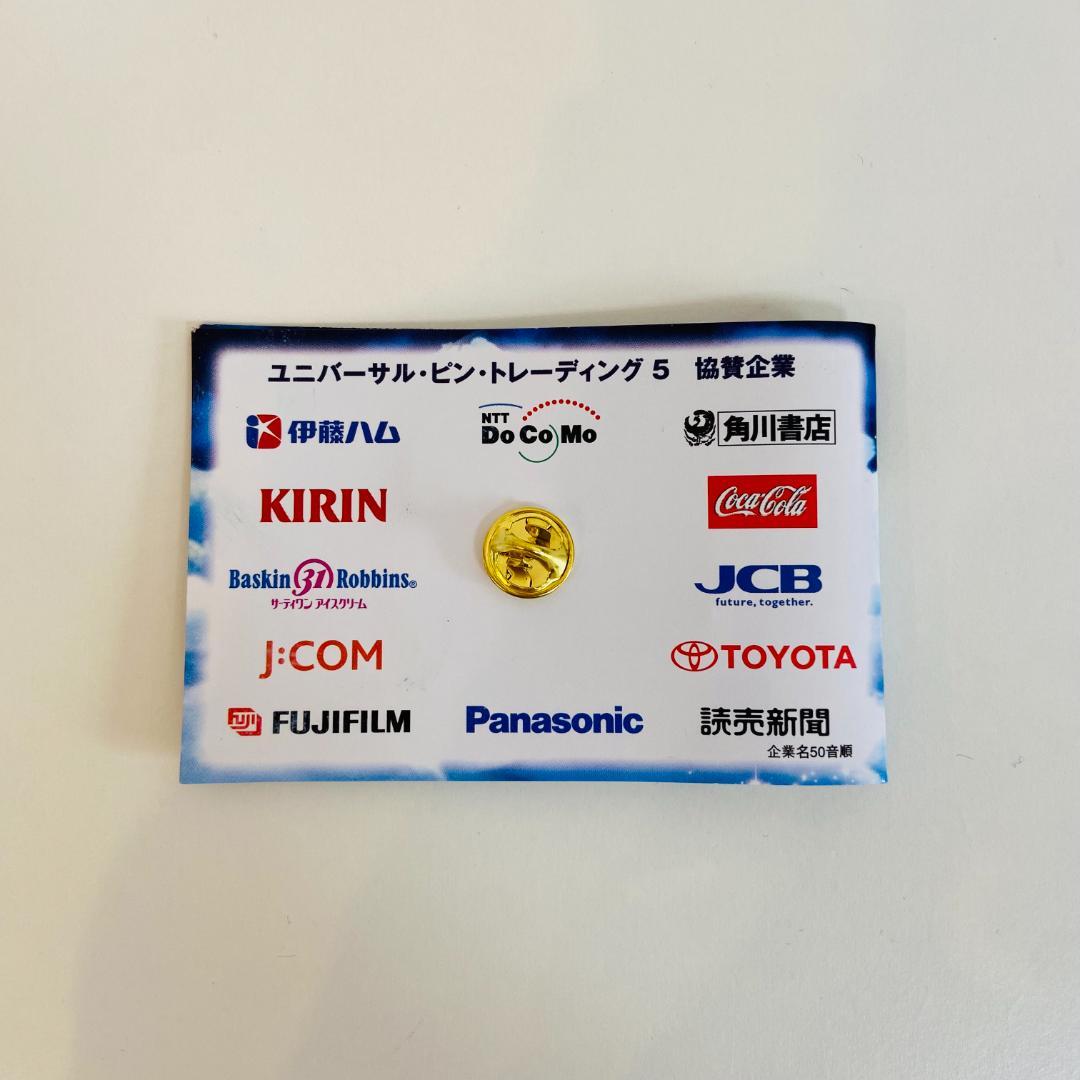 ユニバーサル・ピン・トレーディング 5　協賛企業
伊藤ハム
NTT
DoCoMo
角川書店
KIRIN
Coca-Cola
Baskin 31 Robbins®
サーティワン アイスクリーム
JCB
future, together.
J:COM
TOYOTA
FUJI FUJIFILM
Panasonic
読売新聞
企業名50音順